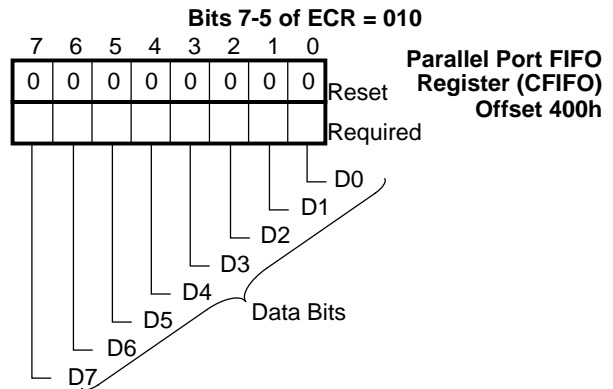 Bits 7-5 of ECR = 010
7 6 5 4 3 2 1 0
Parallel Port FIFO
Register (CFIFO)
Offset 400h
0 0 0 0 0 0 0 0 Reset
Required
D0
D1
D2
D3
D4
D5
D6
D7
Data Bits